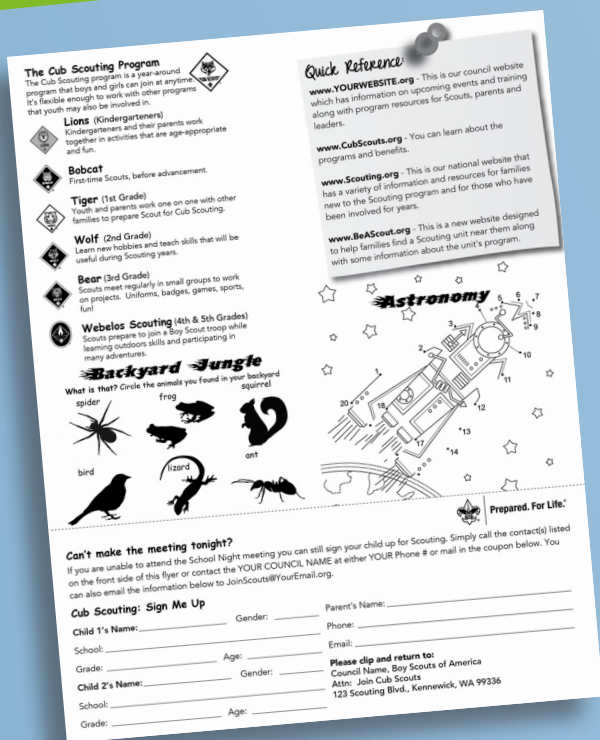 The Cub Scouting Program
The Cub Scouting program is a year-around
program that boys and girls can join at anytime.
It's flexible enough to work with other programs
that youth may also be involved in.
Lions (Kindergarteners)
Kindergarteners and their parents work
together in activities that are age-appropriate
and fun.
Bobcat
First-time Scouts, before advancement.
Tiger (1st Grade)
Youth and parents work one on one with other
families to prepare Scout for Cub Scouting.
Wolf (2nd Grade)
Learn new hobbies and teach skills that will be
useful during Scouting years.
Bear (3rd Grade)
Scouts meet regularly in small groups to work
on projects. Uniforms, badges, games, sports,
fun!
Webelos Scouting (4th & 5th Grades)
Scouts prepare to join a Boy Scout troop while
learning outdoors skills and participating in
many adventures.
Backyard Jungle
What is that? Circle the animals you found in your backyard
spider
frog
squirrel
bird
lizard
ant
Quick Reference:
www.YOURWEBSITE.org - This is our council website
which has information on upcoming events and training
along with program resources for Scouts, parents and
leaders.
www.CubScouts.org - You can learn about the
programs and benefits.
www.Scouting.org - This is our national website that
has a variety of information and resources for families
new to the Scouting program and for those who have
been involved for years.
www.BeAScout.org - This is a new website designed
to help families find a Scouting unit near them along
with some information about the unit's program.
Astronomy
1
2
3
4
5
6
7
8
9
10
11
12
13
14
17
18
20
Prepared. For Life.®
Can't make the meeting tonight?
If you are unable to attend the School Night meeting you can still sign your child up for Scouting. Simply call the contact(s) listed
on the front side of this flyer or contact the YOUR COUNCIL NAME at either YOUR Phone # or mail in the coupon below. You
can also email the information below to JoinScouts@YourEmail.org.
Cub Scouting: Sign Me Up
Child 1's Name: Gender:
School:
Grade: Age:
Child 2's Name: Gender:
School:
Grade: Age:
Parent's Name:
Phone:
Email:
Please clip and return to:
Council Name, Boy Scouts of America
Attn: Join Cub Scouts
123 Scouting Blvd., Kennewick, WA 99336